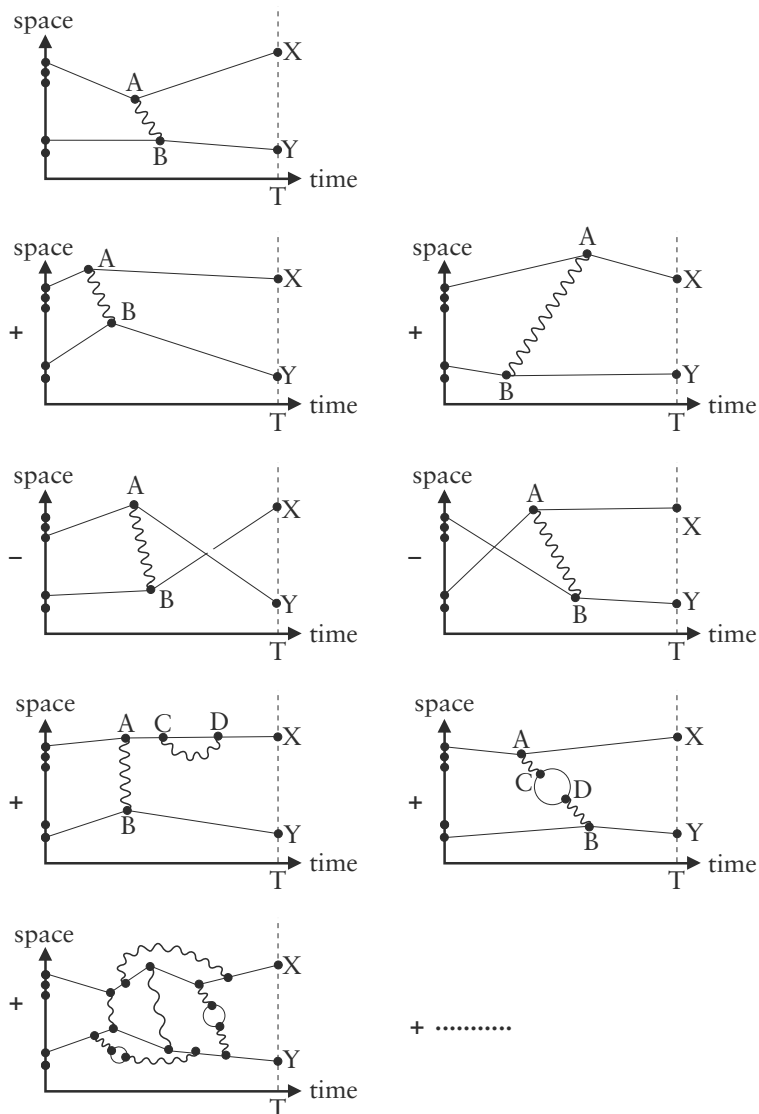 space
X
A
B
Y
time
T
space
A
X
B
Y
+
time
T
space
A
X
+
B
Y
time
T
space
A
X
−
B
Y
time
T
space
A
X
−
B
Y
time
T
space
A C D X
+
B
Y
time
T
space
A
X
C D
+
B
Y
time
T
space
X
+
Y
time
T
+ ...........